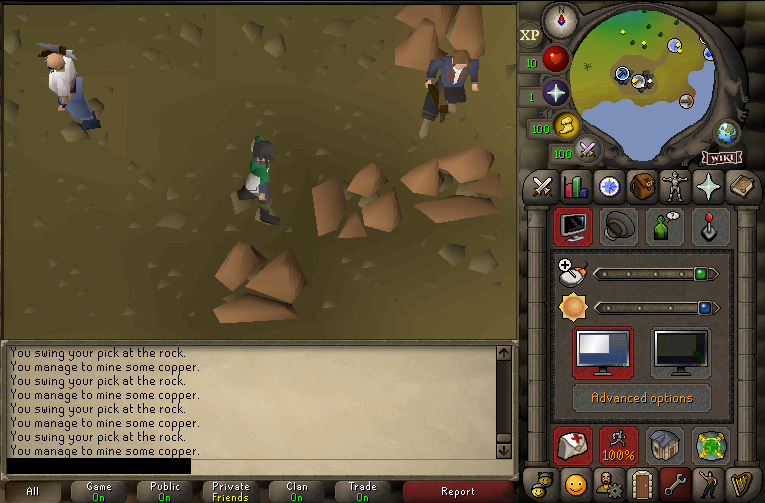 N
XP
10
1
100
100
WIKI
Advanced options
100%
You swing your pick at the rock.
You manage to mine some copper.
You swing your pick at the rock.
You manage to mine some copper.
You swing your pick at the rock.
You manage to mine some copper.
You swing your pick at the rock.
You manage to mine some copper.
All
Game
On
Public
On
Private
Friends
Clan
On
Trade
On
Report